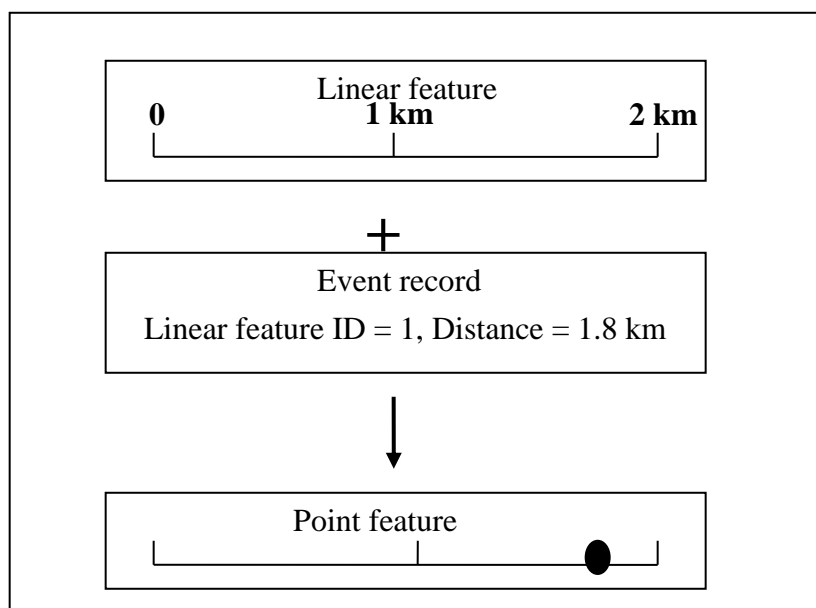 Linear feature
0 1 km 2 km
+
Event record
Linear feature ID = 1, Distance = 1.8 km
Point feature